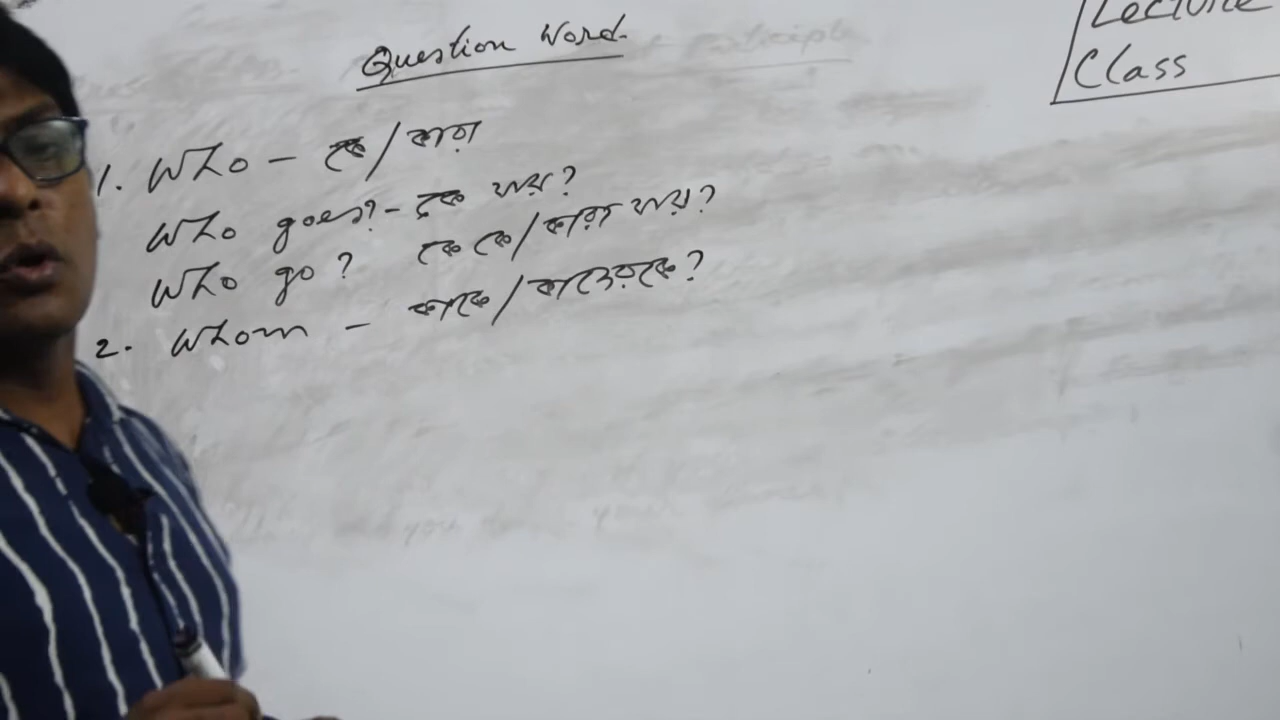 Question Word.
Lecture
Class
1. Who - কে/কারা
Who goes? - কে যায়?
Who go? কে কে/কারা যায়?
2. Whom - কাকে/কাদেরকে?